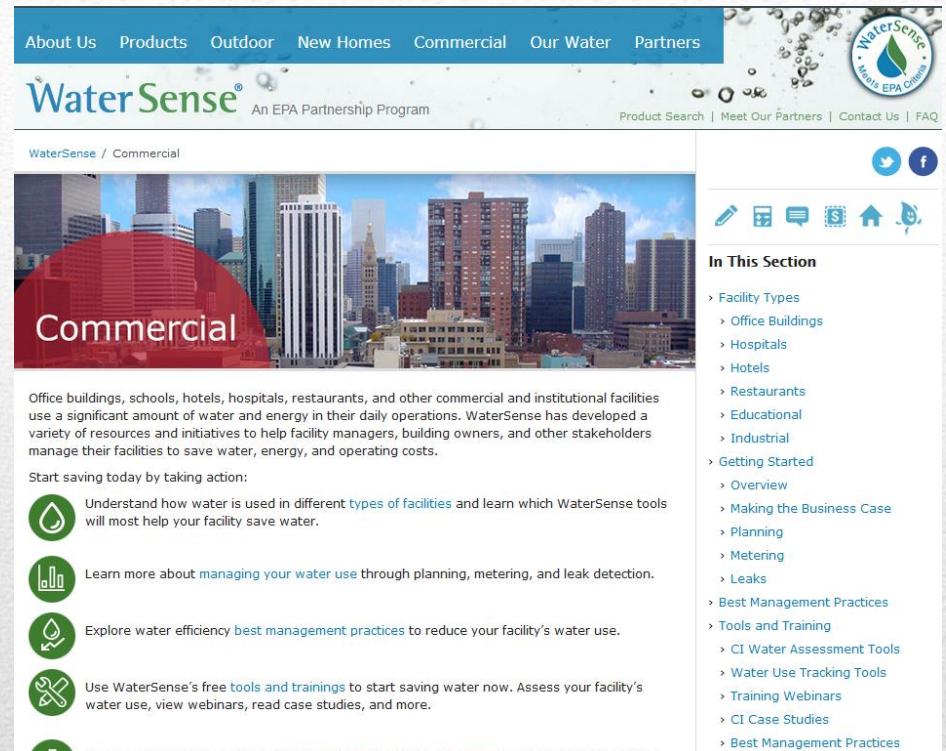 About Us Products Outdoor New Homes Commercial Our Water Partners
WaterSense
Meets EPA Criteria
WaterSense® An EPA Partnership Program
Product Search | Meet Our Partners | Contact Us | FAQ
WaterSense / Commercial
Commercial
Office buildings, schools, hotels, hospitals, restaurants, and other commercial and institutional facilities
use a significant amount of water and energy in their daily operations. WaterSense has developed a
variety of resources and initiatives to help facility managers, building owners, and other stakeholders
manage their facilities to save water, energy, and operating costs.
Start saving today by taking action:
Understand how water is used in different types of facilities and learn which WaterSense tools
will most help your facility save water.
Learn more about managing your water use through planning, metering, and leak detection.
Explore water efficiency best management practices to reduce your facility's water use.
Use WaterSense's free tools and trainings to start saving water now. Assess your facility's
water use, view webinars, read case studies, and more.
f
$
In This Section
› Facility Types
› Office Buildings
› Hospitals
› Hotels
› Restaurants
› Educational
› Industrial
› Getting Started
› Overview
› Making the Business Case
› Planning
› Metering
› Leaks
› Best Management Practices
› Tools and Training
› CI Water Assessment Tools
› Water Use Tracking Tools
› Training Webinars
› CI Case Studies
› Best Management Practices